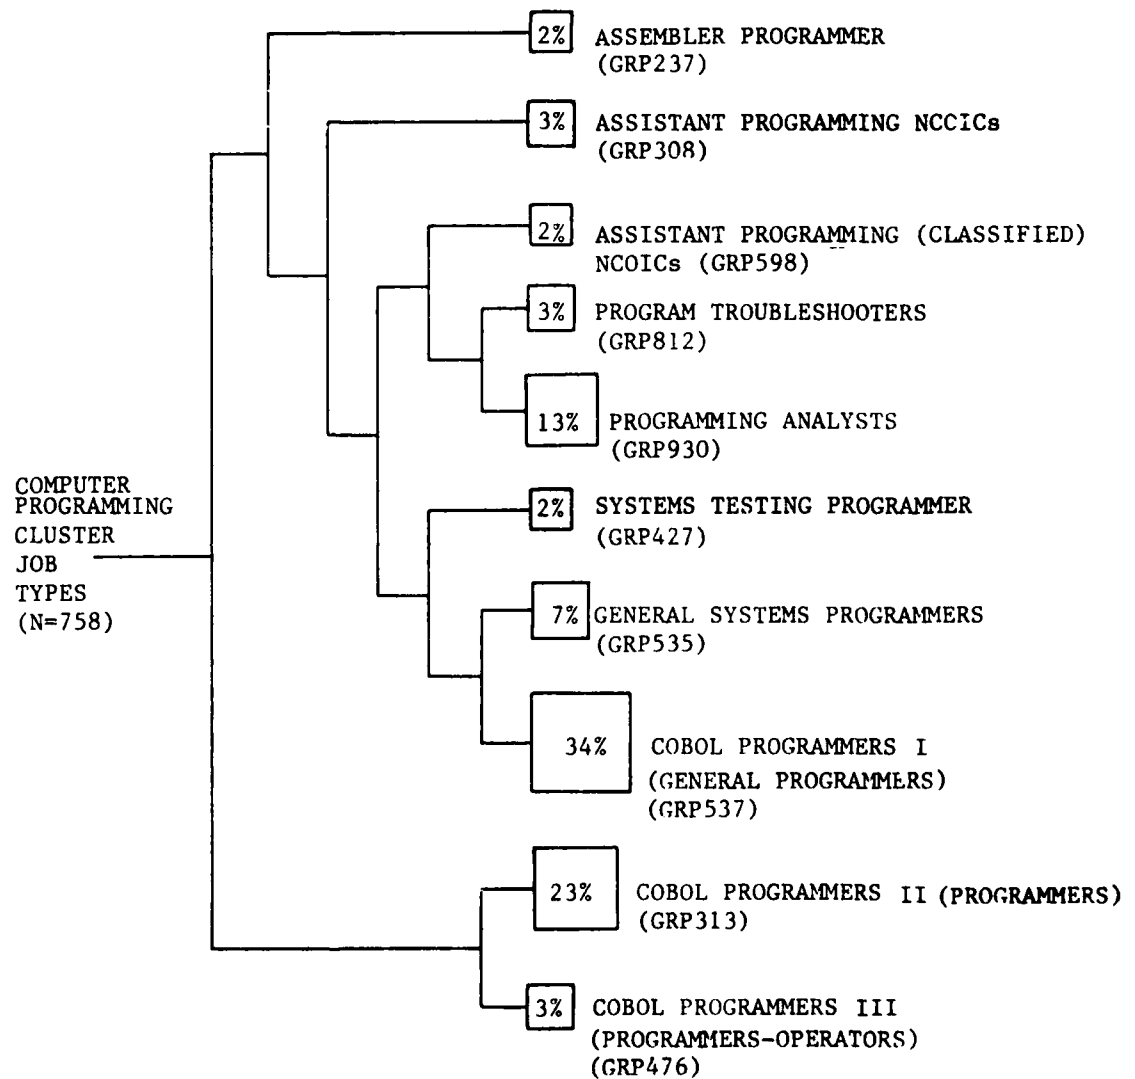 2% ASSEMBLER PROGRAMMER
(GRP237)
3% ASSISTANT PROGRAMMING NCCICs
(GRP308)
2% ASSISTANT PROGRAMMING (CLASSIFIED)
NCOICs (GRP598)
3% PROGRAM TROUBLESHOOTERS
(GRP812)
13% PROGRAMMING ANALYSTS
(GRP930)
COMPUTER
PROGRAMMING
CLUSTER
JOB
TYPES
(N=758)
2% SYSTEMS TESTING PROGRAMMER
(GRP427)
7% GENERAL SYSTEMS PROGRAMMERS
(GRP535)
34% COBOL PROGRAMMERS I
(GENERAL PROGRAMMERS)
(GRP537)
23% COBOL PROGRAMMERS II (PROGRAMMERS)
(GRP313)
3% COBOL PROGRAMMERS III
(PROGRAMMERS-OPERATORS)
(GRP476)